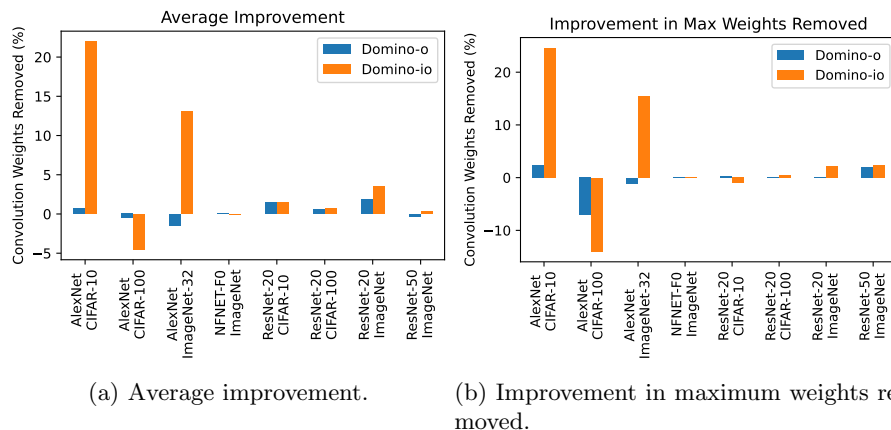 Average Improvement
Convolution Weights Removed (%)
20
15
10
5
0
−5
Domino-o
Domino-io
AlexNet
CIFAR-10
AlexNet
CIFAR-100
AlexNet
ImageNet-32
NFNET-F0
ImageNet
ResNet-20
CIFAR-10
ResNet-20
CIFAR-100
ResNet-20
ImageNet
ResNet-50
ImageNet
(a) Average improvement.
Improvement in Max Weights Removed
Convolution Weights Removed (%)
20
10
0
−10
Domino-o
Domino-io
AlexNet
CIFAR-10
AlexNet
CIFAR-100
AlexNet
ImageNet-32
NFNET-F0
ImageNet
ResNet-20
CIFAR-10
ResNet-20
CIFAR-100
ResNet-20
ImageNet
ResNet-50
ImageNet
(b) Improvement in maximum weights re
moved.